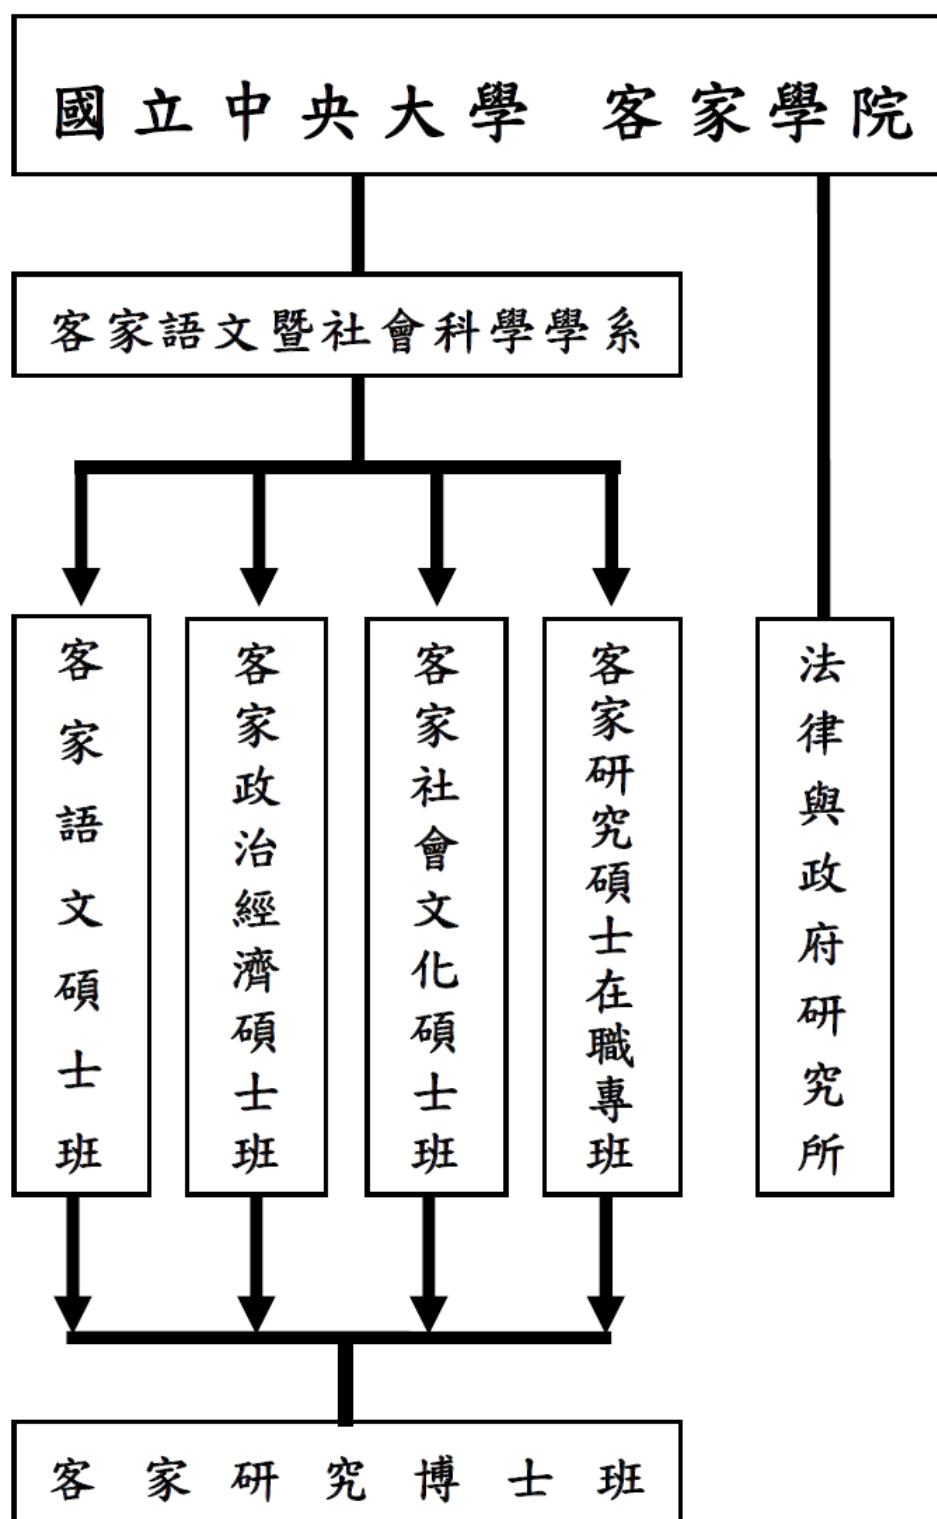 國立中央大學 客家學院
客家語文暨社會科學學系
客家語文碩士班
客家政治經濟碩士班
客家社會文化碩士班
客家研究碩士在職專班
法律與政府研究所
客家研究博士班